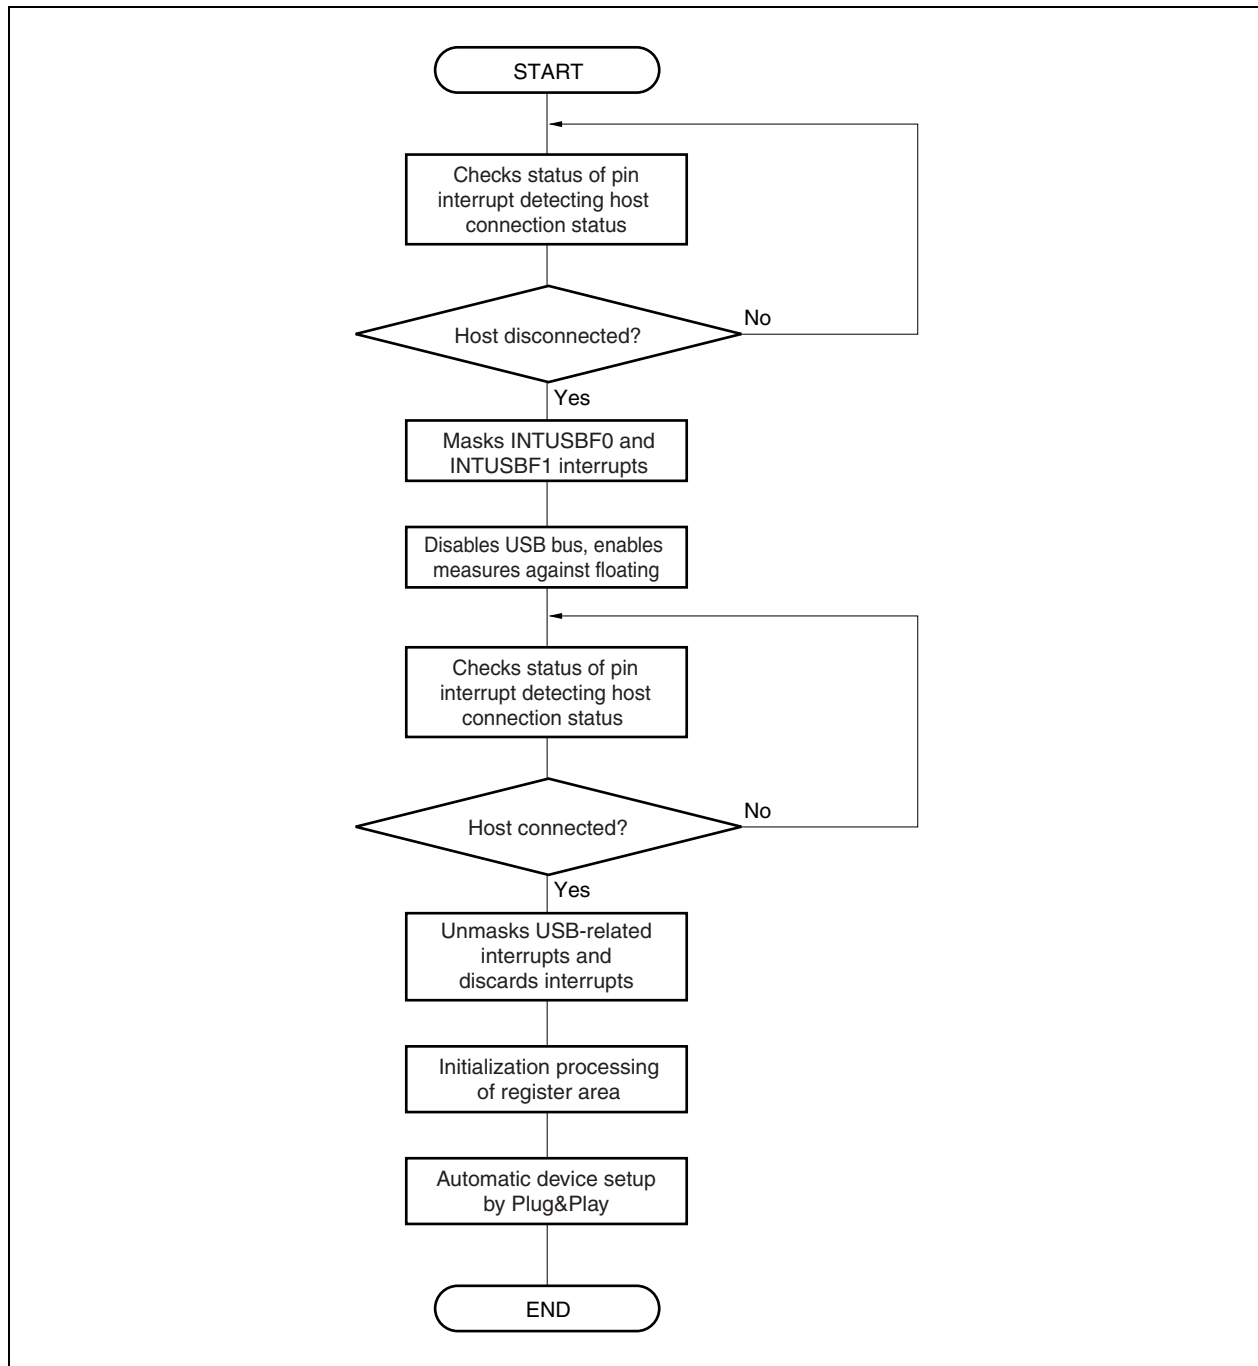 START
Checks status of pin
interrupt detecting host
connection status
Host disconnected?
No
Yes
Masks INTUSBF0 and
INTUSBF1 interrupts
Disables USB bus, enables
measures against floating
Checks status of pin
interrupt detecting host
connection status
Host connected?
No
Yes
Unmasks USB-related
interrupts and
discards interrupts
Initialization processing
of register area
Automatic device setup
by Plug&Play
END